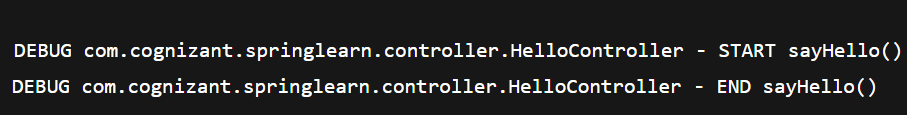 DEBUG com.cognizant.springlearn.controller.HelloController - START sayHello()
DEBUG com.cognizant.springlearn.controller.HelloController - END sayHello()